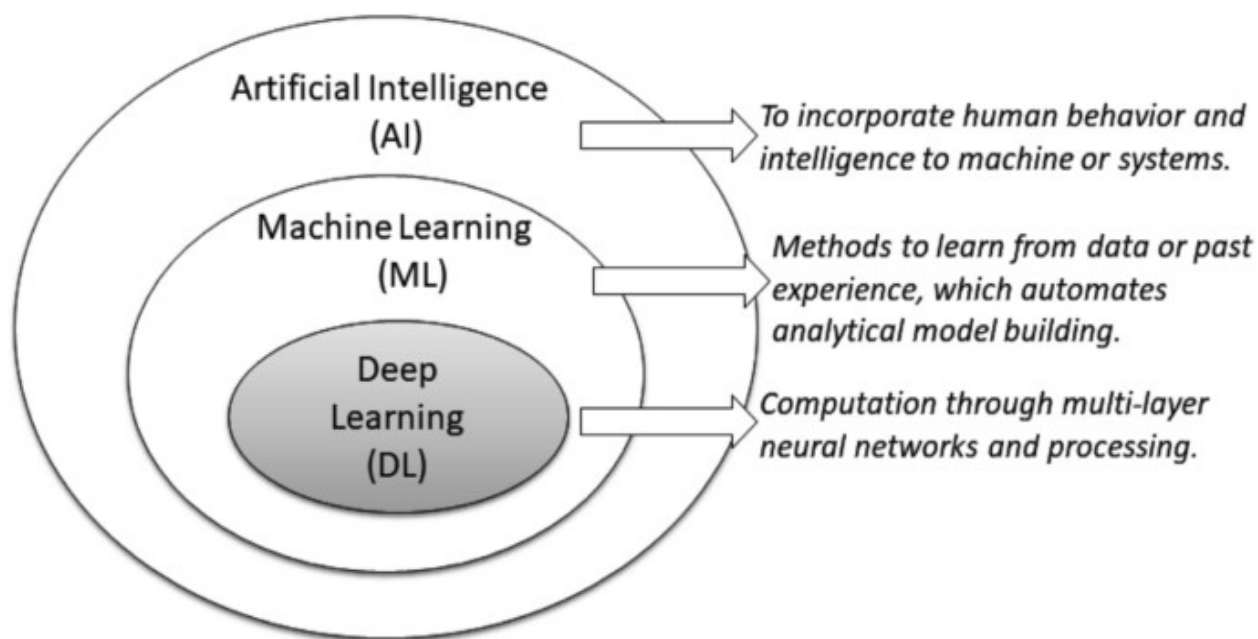 Artificial Intelligence
(AI)
To incorporate human behavior and
intelligence to machine or systems.
Machine Learning
(ML)
Methods to learn from data or past
experience, which automates
analytical model building.
Deep
Learning
(DL)
Computation through multi-layer
neural networks and processing.